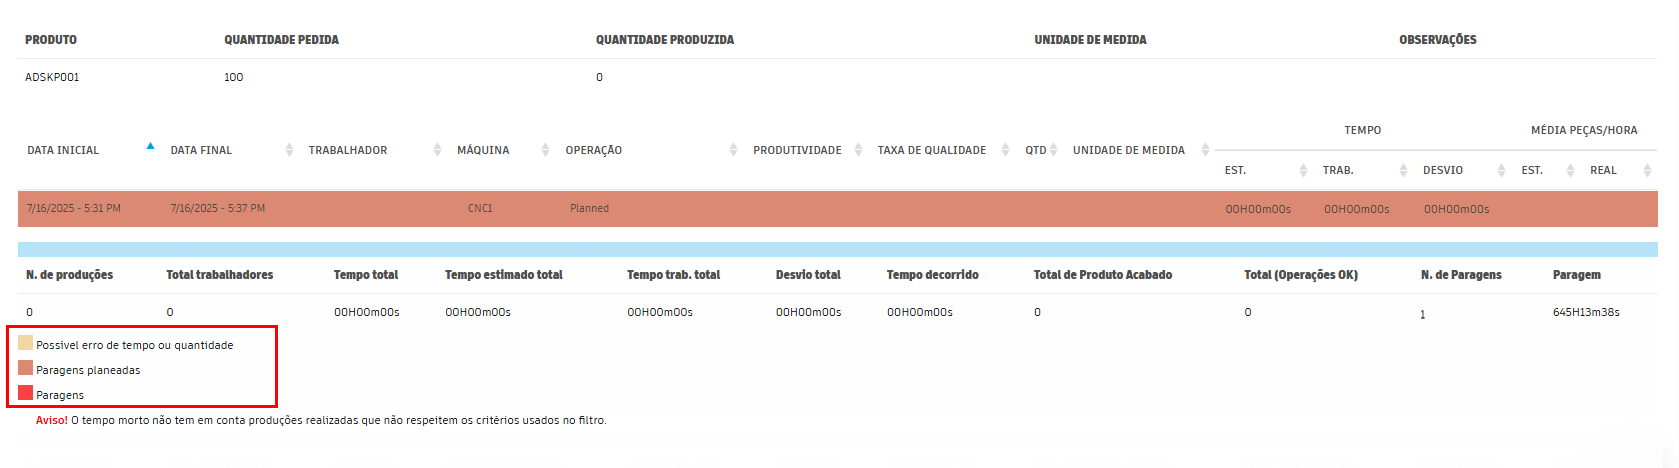 PRODUTO QUANTIDADE PEDIDA QUANTIDADE PRODUZIDA UNIDADE DE MEDIDA OBSERVAÇÕES
ADSKP001 100 0
TEMPO MÉDIA PEÇAS/HORA
DATA INICIAL DATA FINAL TRABALHADOR MÁQUINA OPERAÇÃO PRODUTIVIDADE TAXA DE QUALIDADE QTD UNIDADE DE MEDIDA
EST. TRAB. DESVIO EST. REAL
7/16/2025 - 5:31 PM 7/16/2025 - 5:37 PM CNC1 Planned 00H00m00s 00H00m00s 00H00m00s
N. de produções Total trabalhadores Tempo total Tempo estimado total Tempo trab. total Desvio total Tempo decorrido Total de Produto Acabado Total (Operações OK) N. de Paragens Paragem
0 0 00H00m00s 00H00m00s 00H00m00s 00H00m00s 00H00m00s 0 0 1 645H13m38s
Possivel erro de tempo ou quantidade
Paragens planeadas
Paragens
Aviso! O tempo morto não tem em conta produções realizadas que não respeitem os critérios usados no filtro.